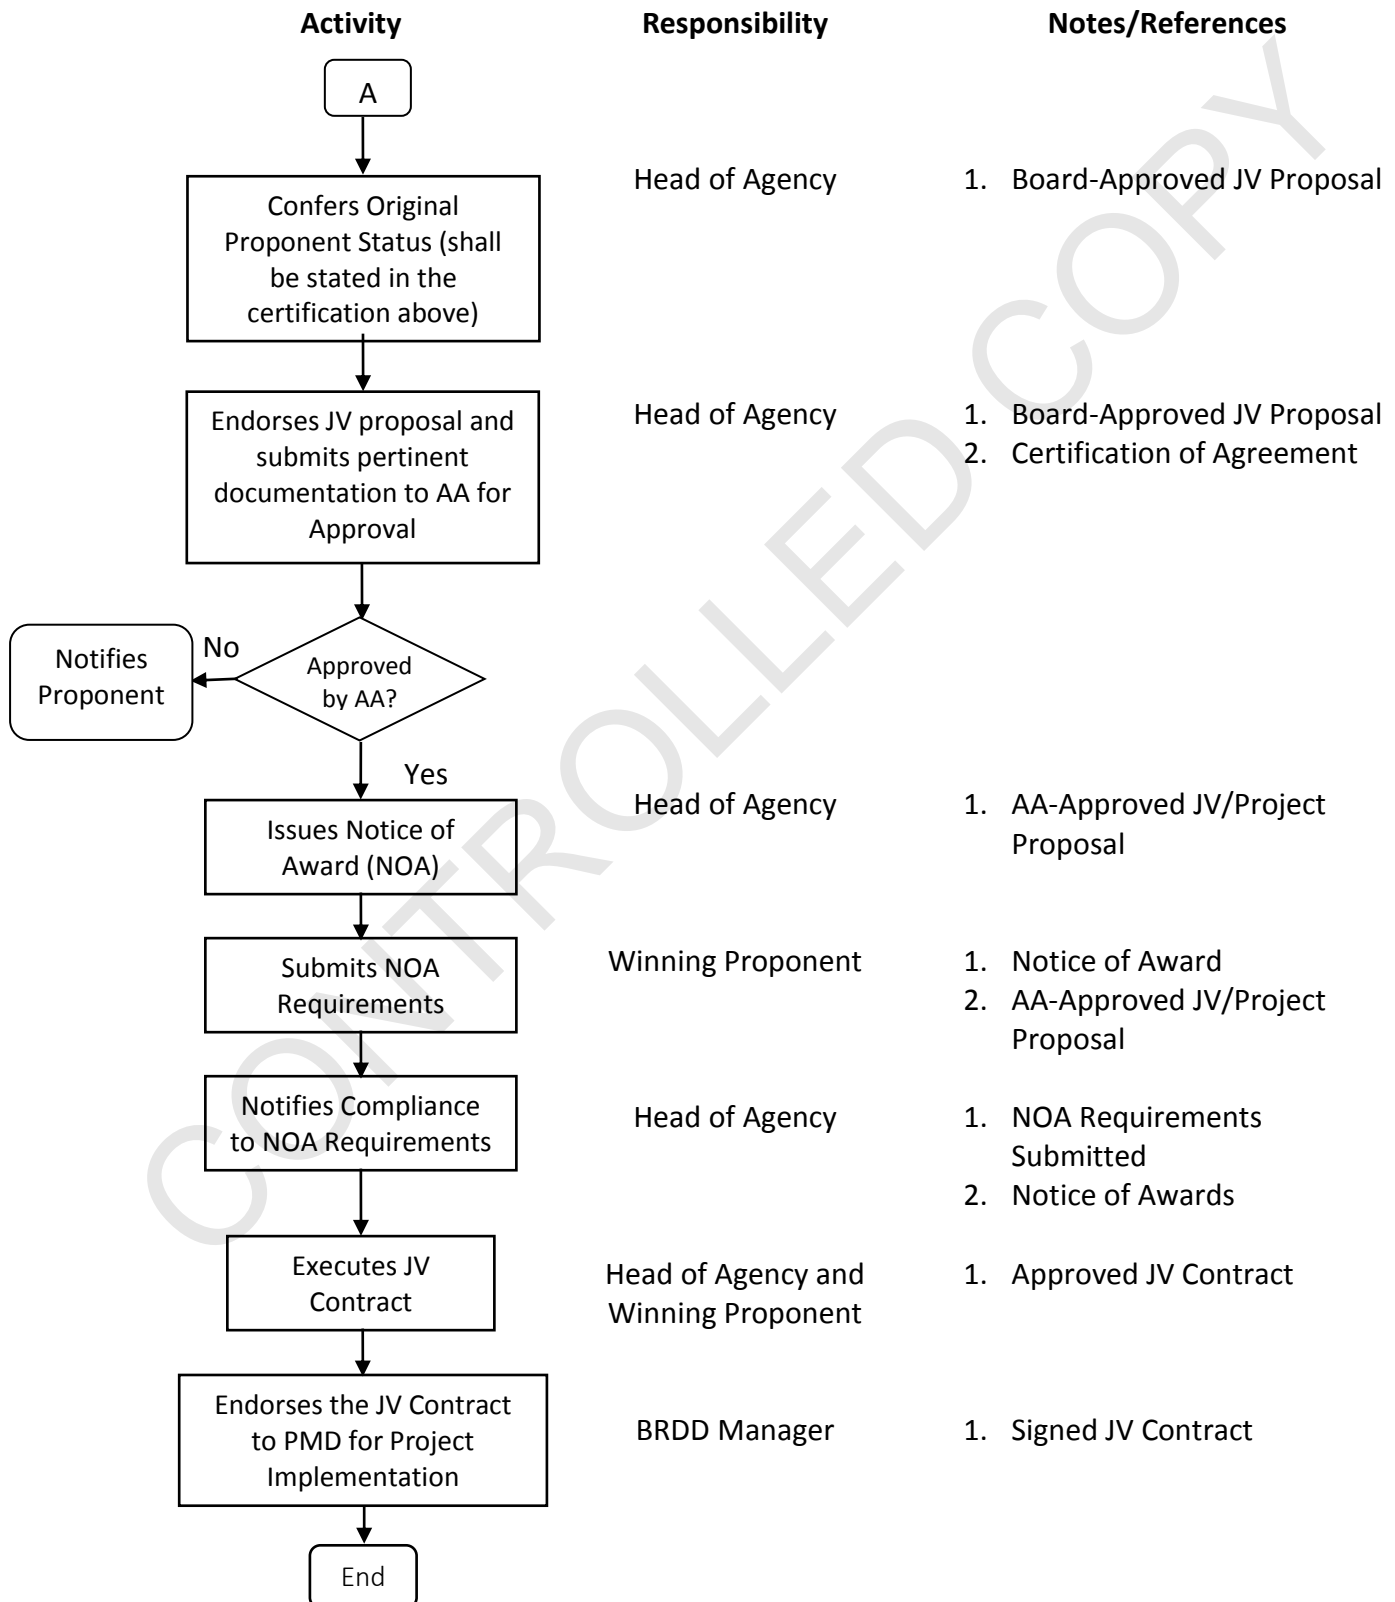 Activity Responsibility Notes/References
A
Confers Original
Proponent Status (shall
be stated in the
certification above)
Head of Agency
1. Board-Approved JV Proposal
Endorses JV proposal and
submits pertinent
documentation to AA for
Approval
Head of Agency
1. Board-Approved JV Proposal
2. Certification of Agreement
Approved
by AA?
No
Notifies
Proponent
Yes
Issues Notice of
Award (NOA)
Head of Agency
1. AA-Approved JV/Project
Proposal
Submits NOA
Requirements
Winning Proponent
1. Notice of Award
2. AA-Approved JV/Project
Proposal
Notifies Compliance
to NOA Requirements
Head of Agency
1. NOA Requirements
Submitted
2. Notice of Awards
Executes JV
Contract
Head of Agency and
Winning Proponent
1. Approved JV Contract
Endorses the JV Contract
to PMD for Project
Implementation
BRDD Manager
1. Signed JV Contract
End
CONTROLLED COPY